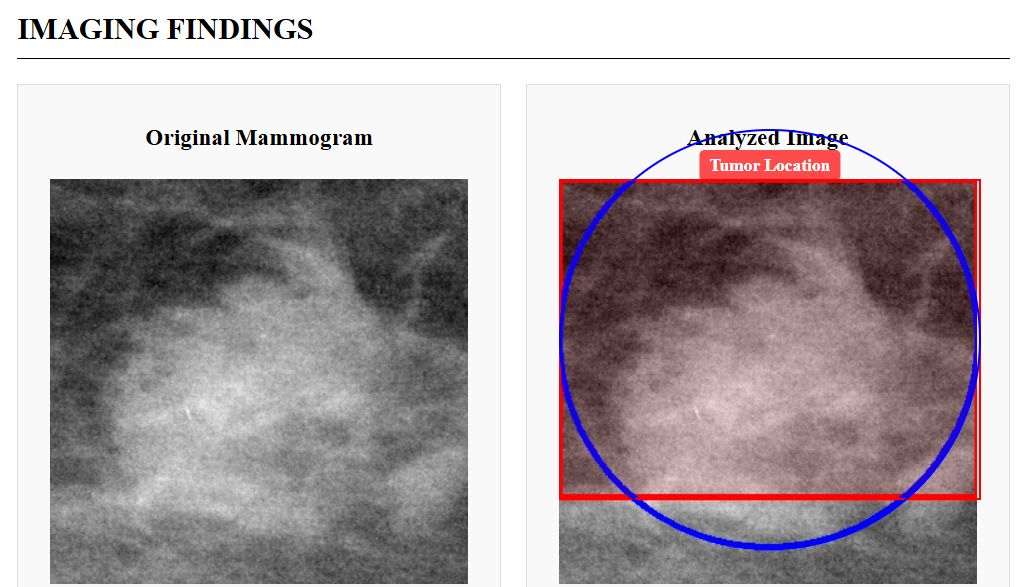 IMAGING FINDINGS
Original Mammogram
Analyzed Image
Tumor Location